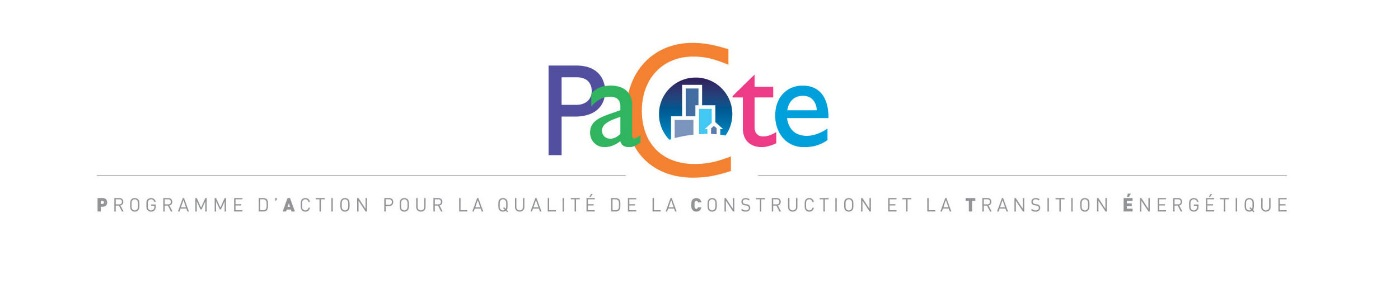 PaCte
PROGRAMME D'ACTION POUR LA QUALITÉ DE LA CONSTRUCTION ET LA TRANSITION ÉNERGÉTIQUE